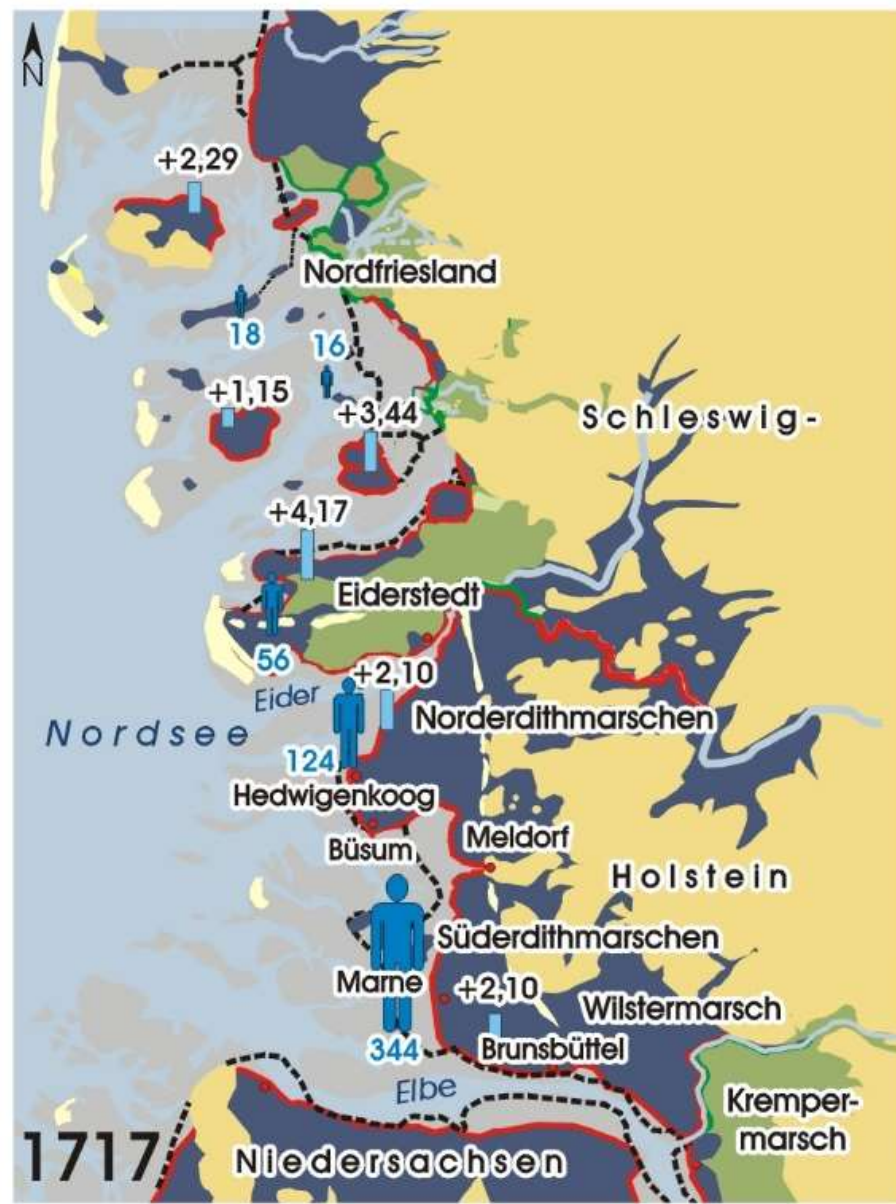 N
+2,29
Nordfriesland
18
16
+1,15
+3,44
Schleswig-
+4,17
Eiderstedt
56
+2,10
Eider
Nordsee
Norderdithmarschen
124
Hedwigenkoog
Büsum
Meldorf
Holstein
Süderdithmarschen
Marne
+2,10
Wilstermarsch
344
Brunsbüttel
Elbe
Kremper-
marsch
1717
Niedersachsen